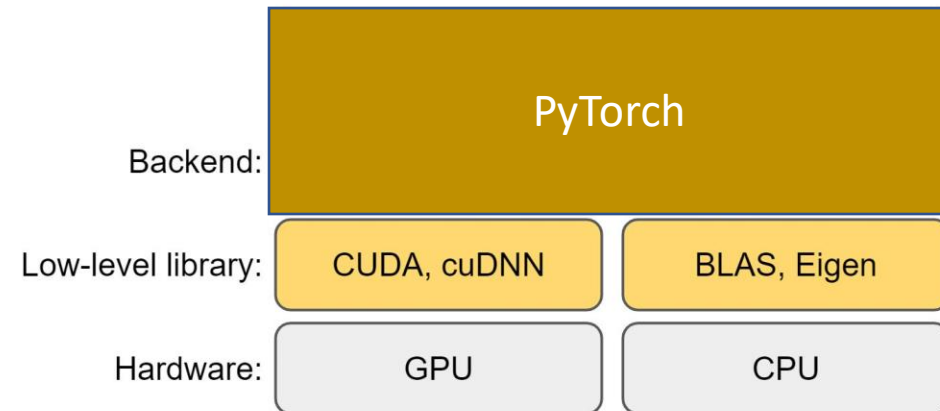 PyTorch
Backend:
Low-level library: CUDA, cuDNN BLAS, Eigen
Hardware: GPU CPU